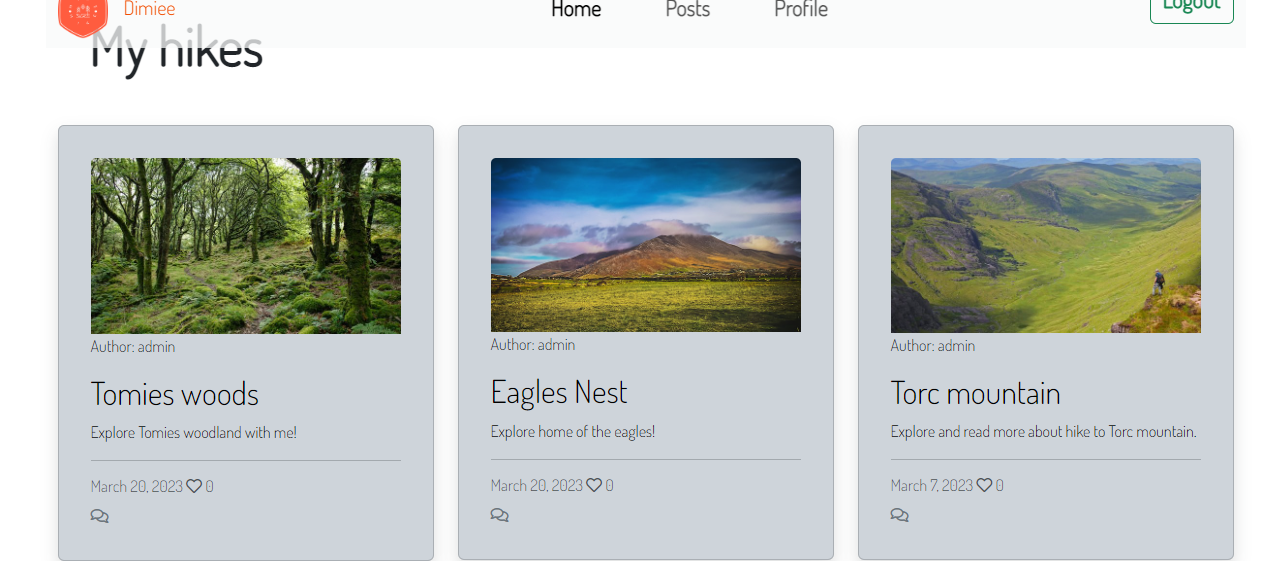 Dimiee
Home Posts Profile
Logout
My hikes
Author: admin
Tomies woods
Explore Tomies woodland with me!
March 20, 2023 0
Author: admin
Eagles Nest
Explore home of the eagles!
March 20, 2023 0
Author: admin
Torc mountain
Explore and read more about hike to Torc mountain.
March 7, 2023 0